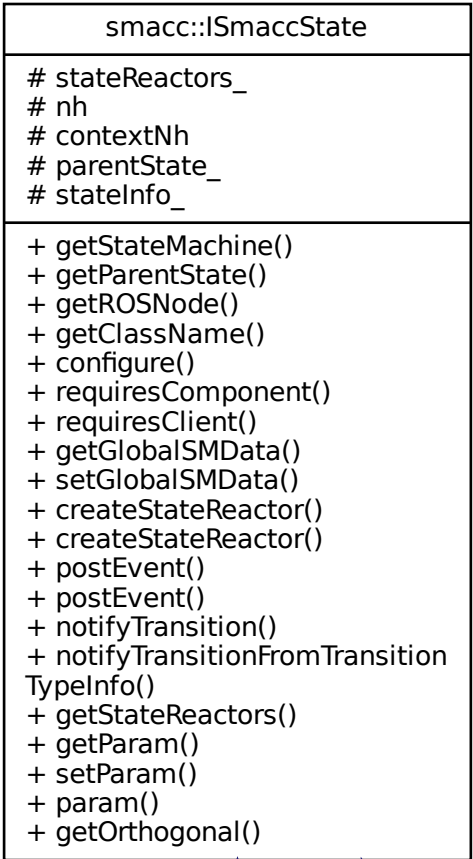 smacc::ISmaccState
# stateReactors_
# nh
# contextNh
# parentState_
# stateInfo_
+ getStateMachine()
+ getParentState()
+ getROSNode()
+ getClassName()
+ configure()
+ requiresComponent()
+ requiresClient()
+ getGlobalSMData()
+ setGlobalSMData()
+ createStateReactor()
+ createStateReactor()
+ postEvent()
+ postEvent()
+ notifyTransition()
+ notifyTransitionFromTransition
TypeInfo()
+ getStateReactors()
+ getParam()
+ setParam()
+ param()
+ getOrthogonal()